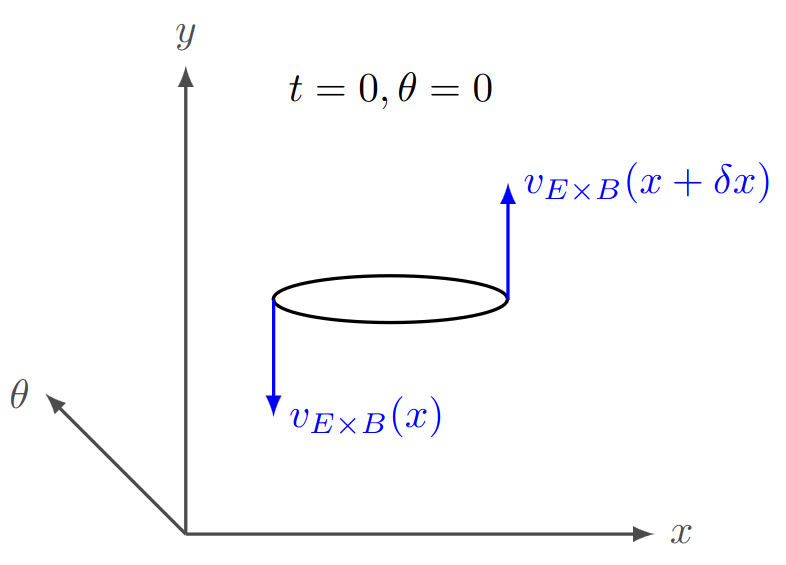 y
t = 0, θ = 0
v_{E×B}(x + δx)
θ
v_{E×B}(x)
x